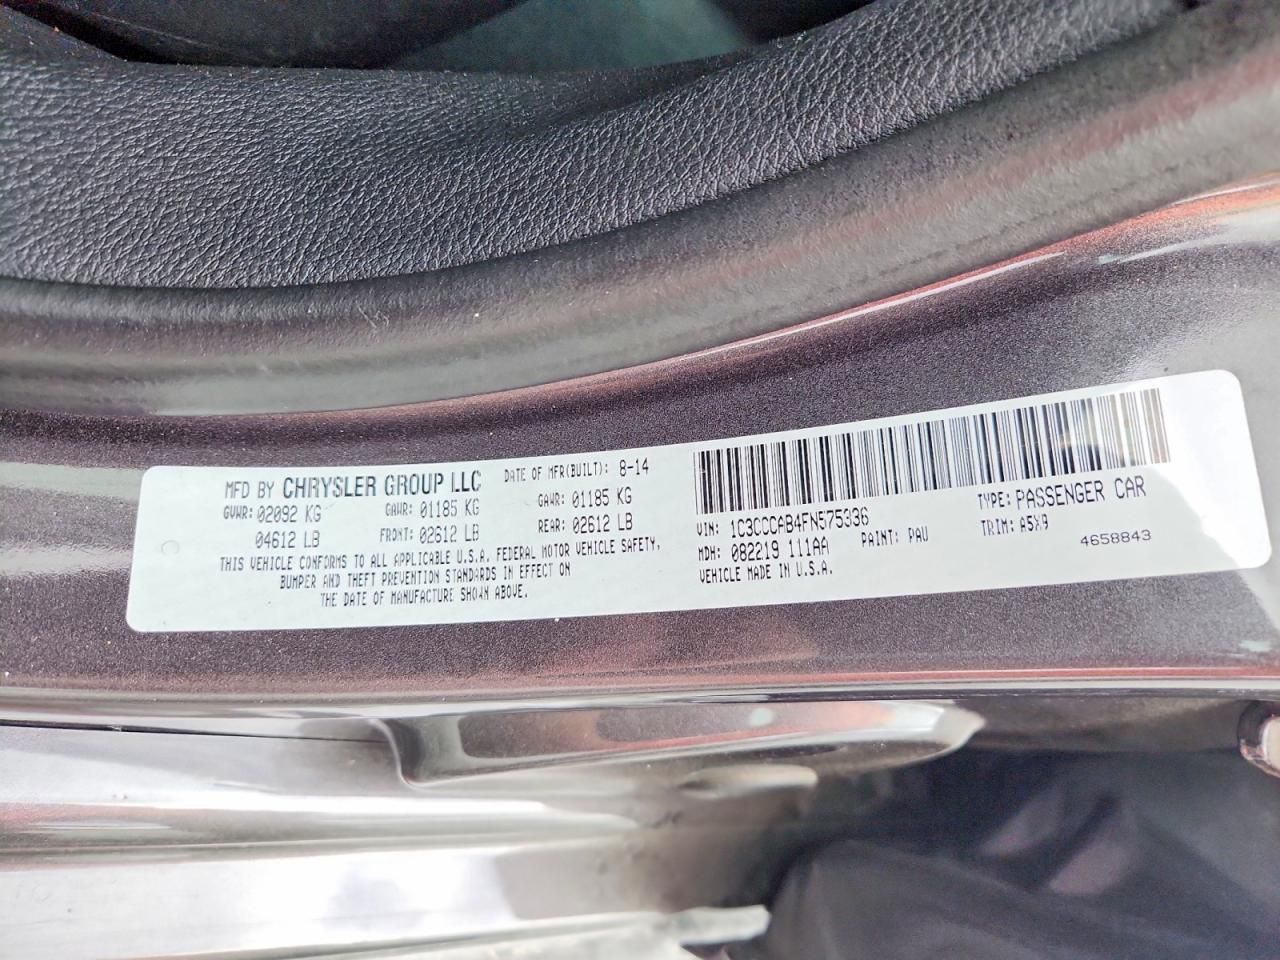 MFD BY CHRYSLER GROUP LLC DATE OF MFR(BUILT): 8-14
GVWR: 02092 KG GAWR: 01185 KG GAWR: 01185 KG
04612 LB FRONT: 02612 LB REAR: 02612 LB
THIS VEHICLE CONFORMS TO ALL APPLICABLE U.S.A. FEDERAL MOTOR VEHICLE SAFETY,
BUMPER AND THEFT PREVENTION STANDARDS IN EFFECT ON
THE DATE OF MANUFACTURE SHOWN ABOVE.
VIN: 1C3CCCAB4FN575336 TYPE: PASSENGER CAR
MDH: 082219 111AA PAINT: PAU TRIM: A5X9
VEHICLE MADE IN U.S.A. 4658843